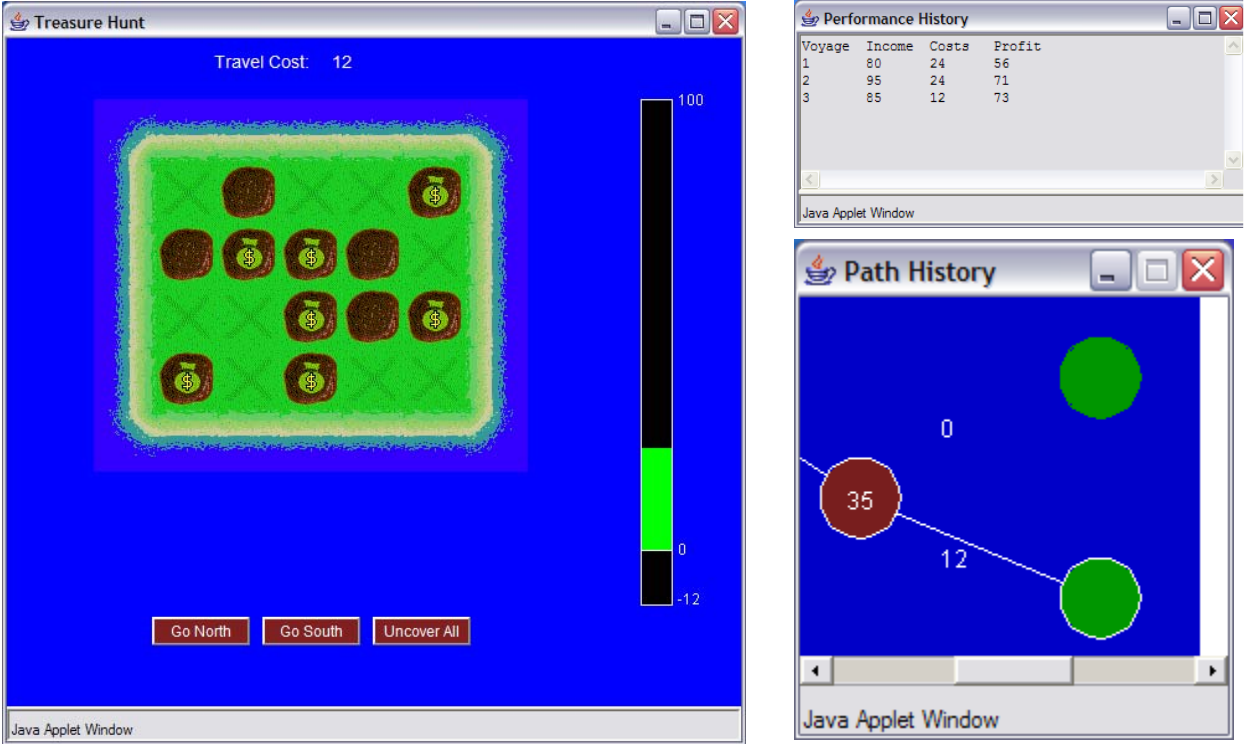 Treasure Hunt
Travel Cost: 12
100
$
$ $
$ $
$ $
0
-12
Go North Go South Uncover All
Java Applet Window
Performance History
Voyage Income Costs Profit
1 80 24 56
2 95 24 71
3 85 12 73
Java Applet Window
Path History
0
35
12
Java Applet Window